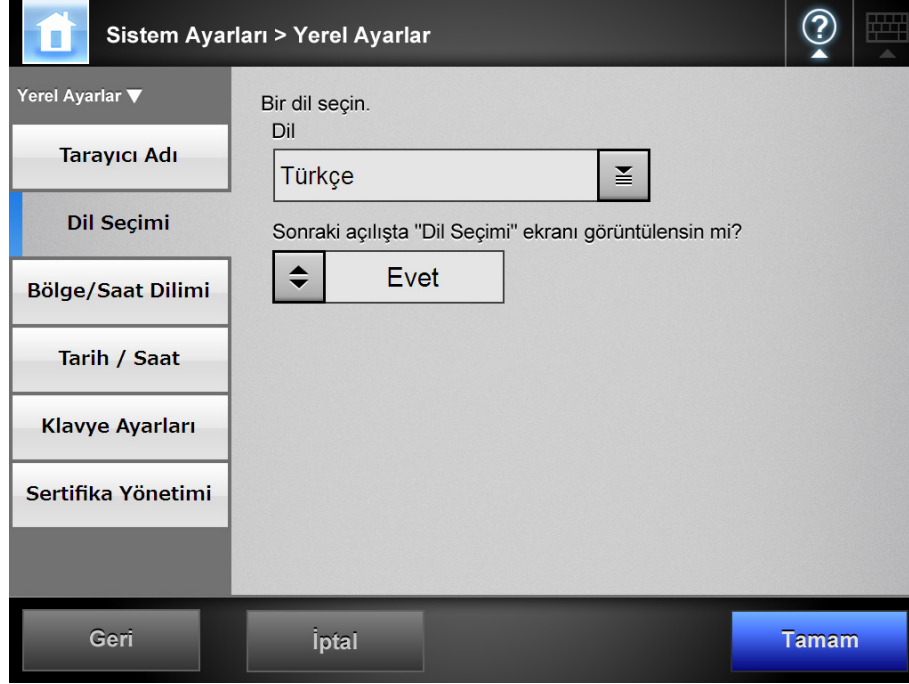 Sistem Ayarları > Yerel Ayarlar
Yerel Ayarlar
Tarayıcı Adı
Dil Seçimi
Bölge/Saat Dilimi
Tarih / Saat
Klavye Ayarları
Sertifika Yönetimi
Bir dil seçin.
Dil
Türkçe
Sonraki açılışta "Dil Seçimi" ekranı görüntülensin mi?
Evet
Geri
İptal
Tamam